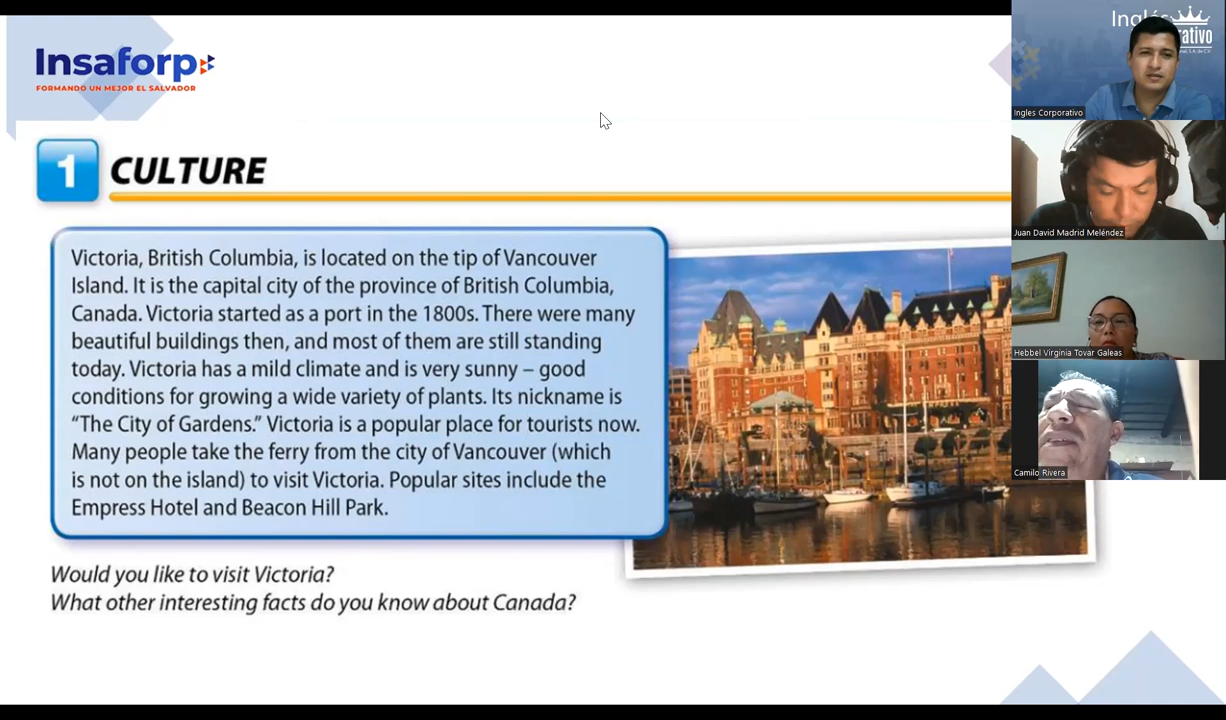 Insaforp
FORMANDO UN MEJOR EL SALVADOR
1 CULTURE
Victoria, British Columbia, is located on the tip of Vancouver
Island. It is the capital city of the province of British Columbia,
Canada. Victoria started as a port in the 1800s. There were many
beautiful buildings then, and most of them are still standing
today. Victoria has a mild climate and is very sunny – good
conditions for growing a wide variety of plants. Its nickname is
“The City of Gardens.” Victoria is a popular place for tourists now.
Many people take the ferry from the city of Vancouver (which
is not on the island) to visit Victoria. Popular sites include the
Empress Hotel and Beacon Hill Park.
Would you like to visit Victoria?
What other interesting facts do you know about Canada?
Ingles Corporativo
Juan David Madrid Meléndez
Hebbel Virginia Tovar Galeas
Camilo Rivera